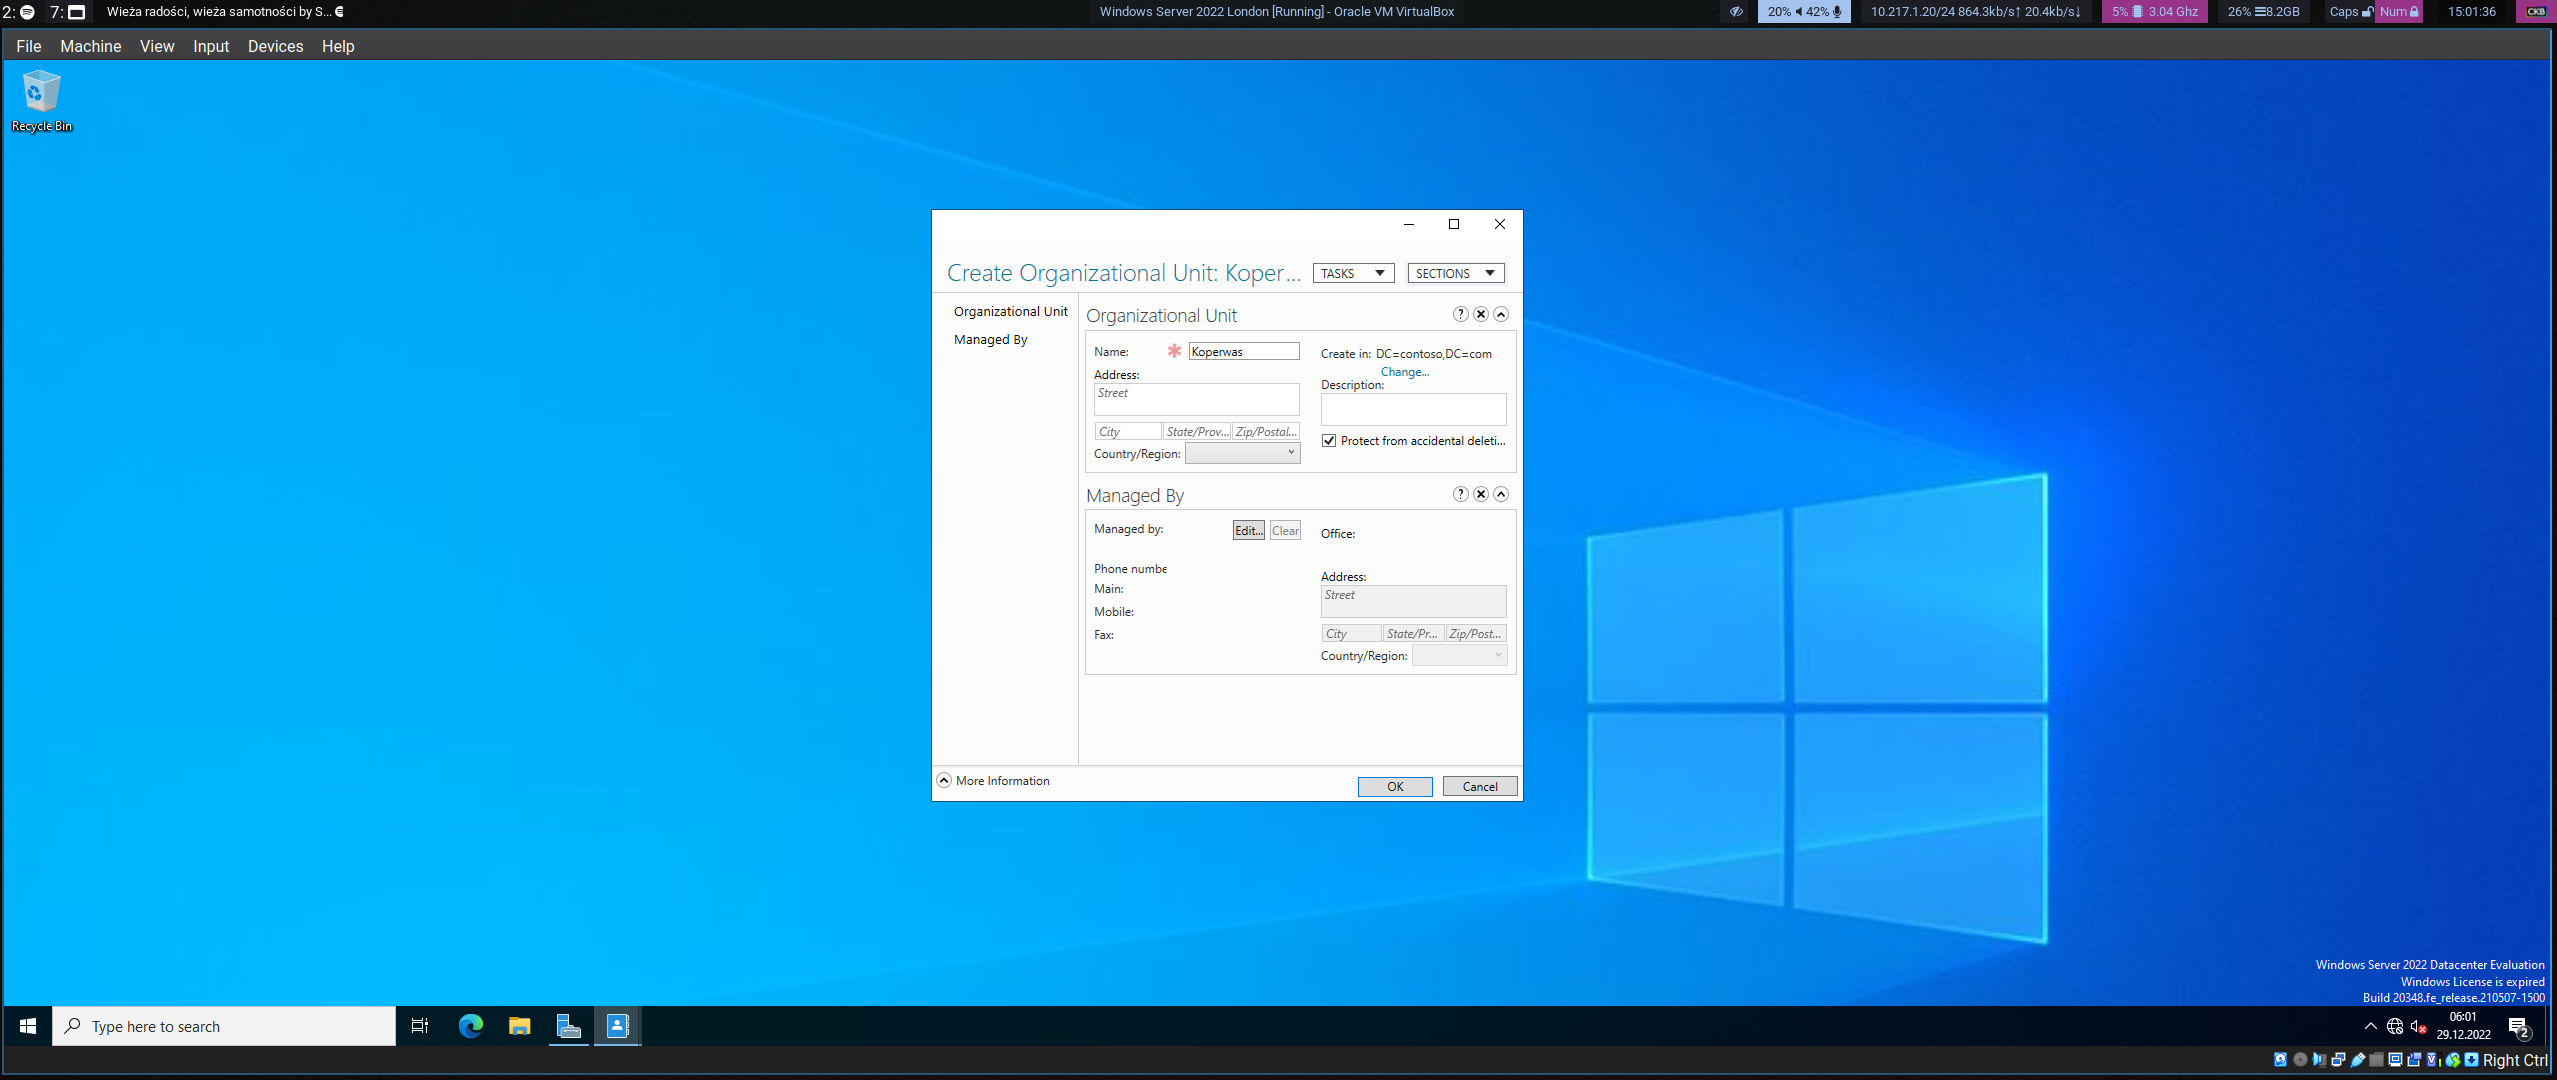 2:
7:
Wieża radości, wieża samotności by S...
Windows Server 2022 London [Running] - Oracle VM VirtualBox
20% 42%
10.217.1.20/24 864.3kb/s↑ 20.4kb/s↓
5% 3.04 Ghz
26% 8.2GB
Caps Num
15:01:36
CKB
File Machine View Input Devices Help
Recycle Bin
Create Organizational Unit: Koper...
TASKS
SECTIONS
Organizational Unit
Managed By
Organizational Unit
Name: Koperwas
Address:
Street
City State/Prov... Zip/Postal...
Country/Region:
Create in: DC=contoso,DC=com
Change...
Description:
Protect from accidental deleti...
Managed By
Managed by: Edit... Clear
Phone numbe
Main:
Mobile:
Fax:
Office:
Address:
Street
City State/Pr... Zip/Post...
Country/Region:
More Information
OK Cancel
Windows Server 2022 Datacenter Evaluation
Windows License is expired
Build 20348.fe_release.210507-1500
Type here to search
06:01
29.12.2022
2
Right Ctrl